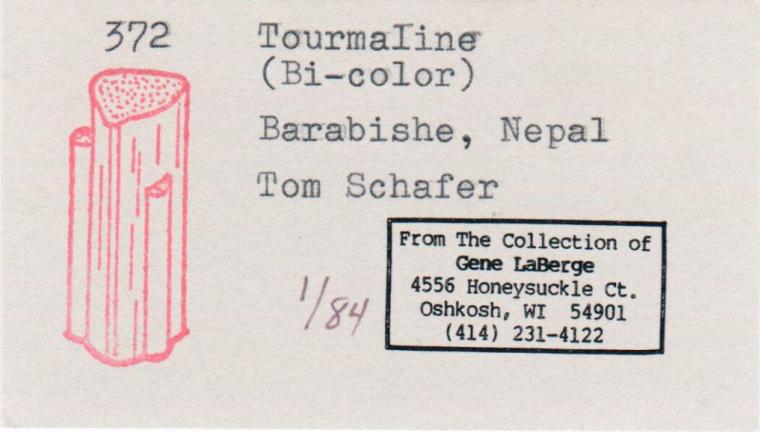 372 Tourmaline
(Bi-color)
Barabishe, Nepal
Tom Schafer
1/84
From The Collection of
Gene LaBerge
4556 Honeysuckle Ct.
Oshkosh, WI 54901
(414) 231-4122